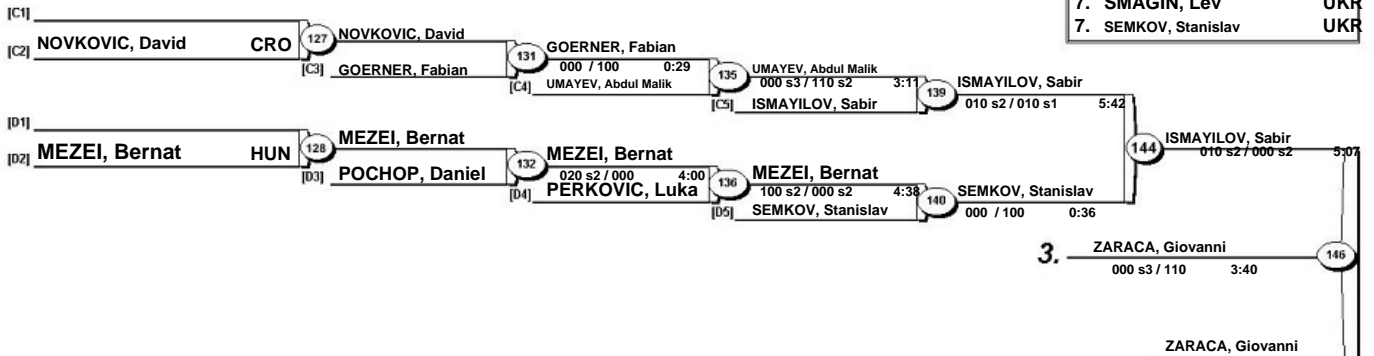 7. SMAGIN, Lev UKR
7. SEMKOV, Stanislav UKR
[C1]
[C2] NOVKOVIC, David CRO
127
NOVKOVIC, David
[C3] GOERNER, Fabian
131
GOERNER, Fabian
000 / 100 0:29
[C4] UMAYEV, Abdul Malik
135
UMAYEV, Abdul Malik
000 s3 / 110 s2 3:11
[C5] ISMAYILOV, Sabir
139
ISMAYILOV, Sabir
010 s2 / 010 s1 5:42
[D1]
[D2] MEZEI, Bernat HUN
128
MEZEI, Bernat
[D3] POCHOP, Daniel
132
MEZEI, Bernat
020 s2 / 000 4:00
[D4] PERKOVIC, Luka
136
MEZEI, Bernat
100 s2 / 000 s2 4:38
[D5] SEMKOV, Stanislav
140
SEMKOV, Stanislav
000 / 100 0:36
144
ISMAYILOV, Sabir
010 s2 / 000 s2 5:07
3. ZARACA, Giovanni
000 s3 / 110 3:40
146
ZARACA, Giovanni